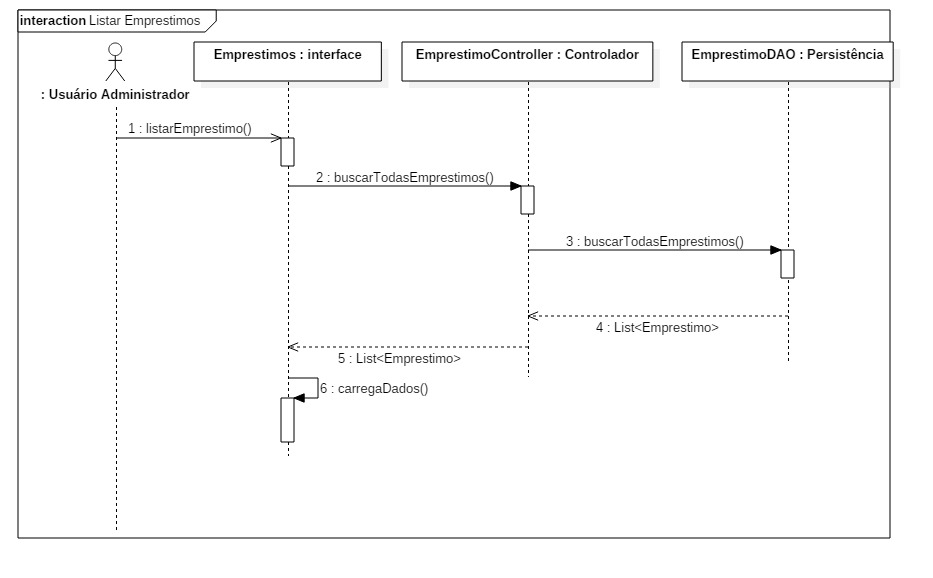 interaction Listar Emprestimos
Emprestimos : interface
EmprestimoController : Controlador
EmprestimoDAO : Persistência
: Usuário Administrador
1 : listarEmprestimo()
2 : buscarTodasEmprestimos()
3 : buscarTodasEmprestimos()
4 : List<Emprestimo>
5 : List<Emprestimo>
6 : carregaDados()